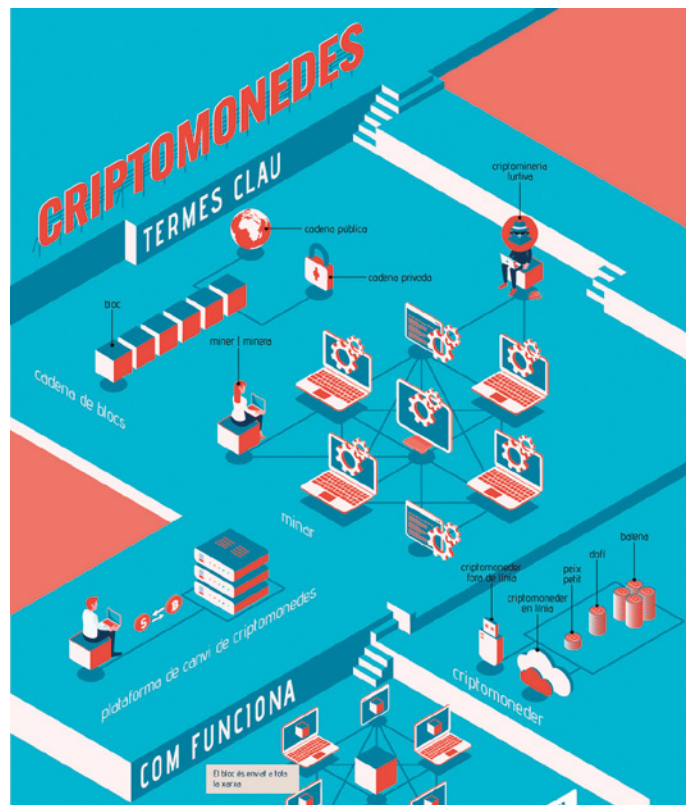 CRIPTOMONEDES
TERMES CLAU
criptomineria
furtiva
cadena pública
cadena privada
bloc
miner | minera
cadena de blocs
minar
criptomoneder
fora de línia
criptomoneder
en línia
peix
petit
dofí
balena
S
B
plataforma de canvi de criptomonedes
criptomoneder
COM FUNCIONA
El bloc és enviat a tota
la xarxa